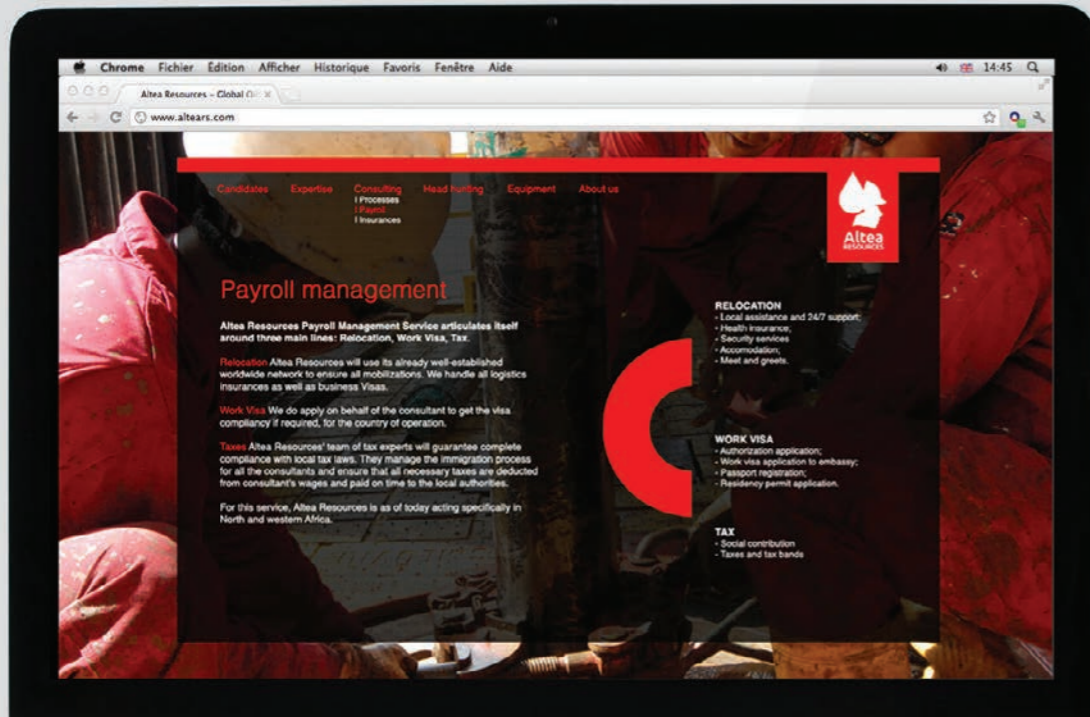 Chrome Fichier Édition Afficher Historique Favoris Fenêtre Aide 14:45
Altea Resources – Global
www.altears.com
Candidates Expertise Consulting Head hunting Equipment About us
| Processes
| Payroll
| Insurances
Altea
RESOURCES
Payroll management
Altea Resources Payroll Management Service articulates itself
around three main lines: Relocation, Work Visa, Tax.
Relocation Altea Resources will use its already well-established
worldwide network to ensure all mobilizations. We handle all logistics
insurances as well as business Visas.
Work Visa We do apply on behalf of the consultant to get the visa
compliancy if required, for the country of operation.
Taxes Altea Resources' team of tax experts will guarantee complete
compliance with local tax laws. They manage the immigration process
for all the consultants and ensure that all necessary taxes are deducted
from consultant's wages and paid on time to the local authorities.
For this service, Altea Resources is as of today acting specifically in
North and western Africa.
RELOCATION
- Local assistance and 24/7 support;
- Health insurance;
- Security services
- Accomodation;
- Meet and greets.
WORK VISA
- Authorization application;
- Work visa application to embassy;
- Passport registration;
- Residency permit application.
TAX
- Social contribution
- Taxes and tax bands